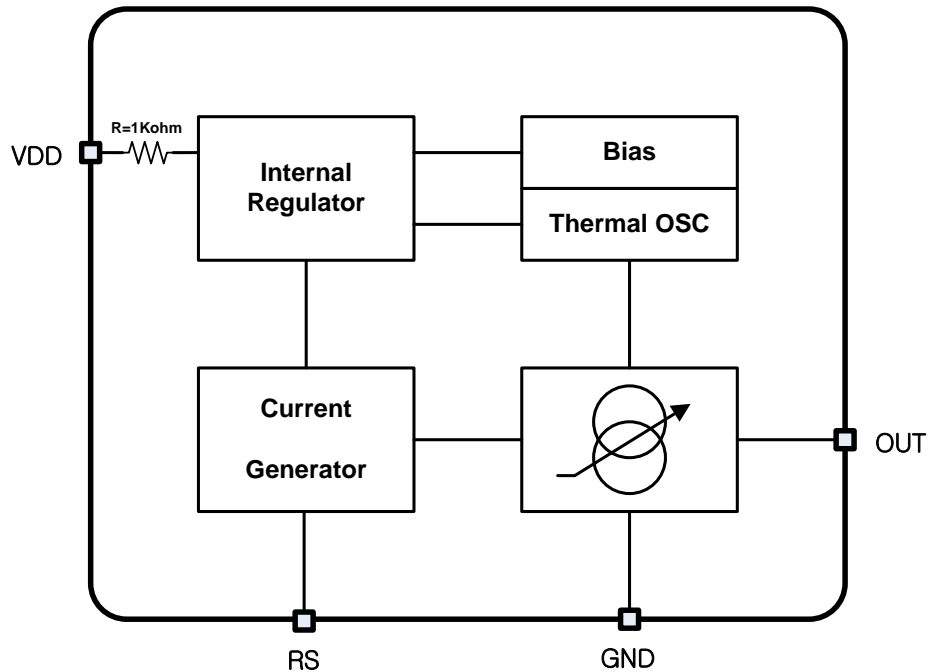 R=1Kohm
VDD
Internal
Regulator
Bias
Thermal OSC
Current
Generator
OUT
RS
GND